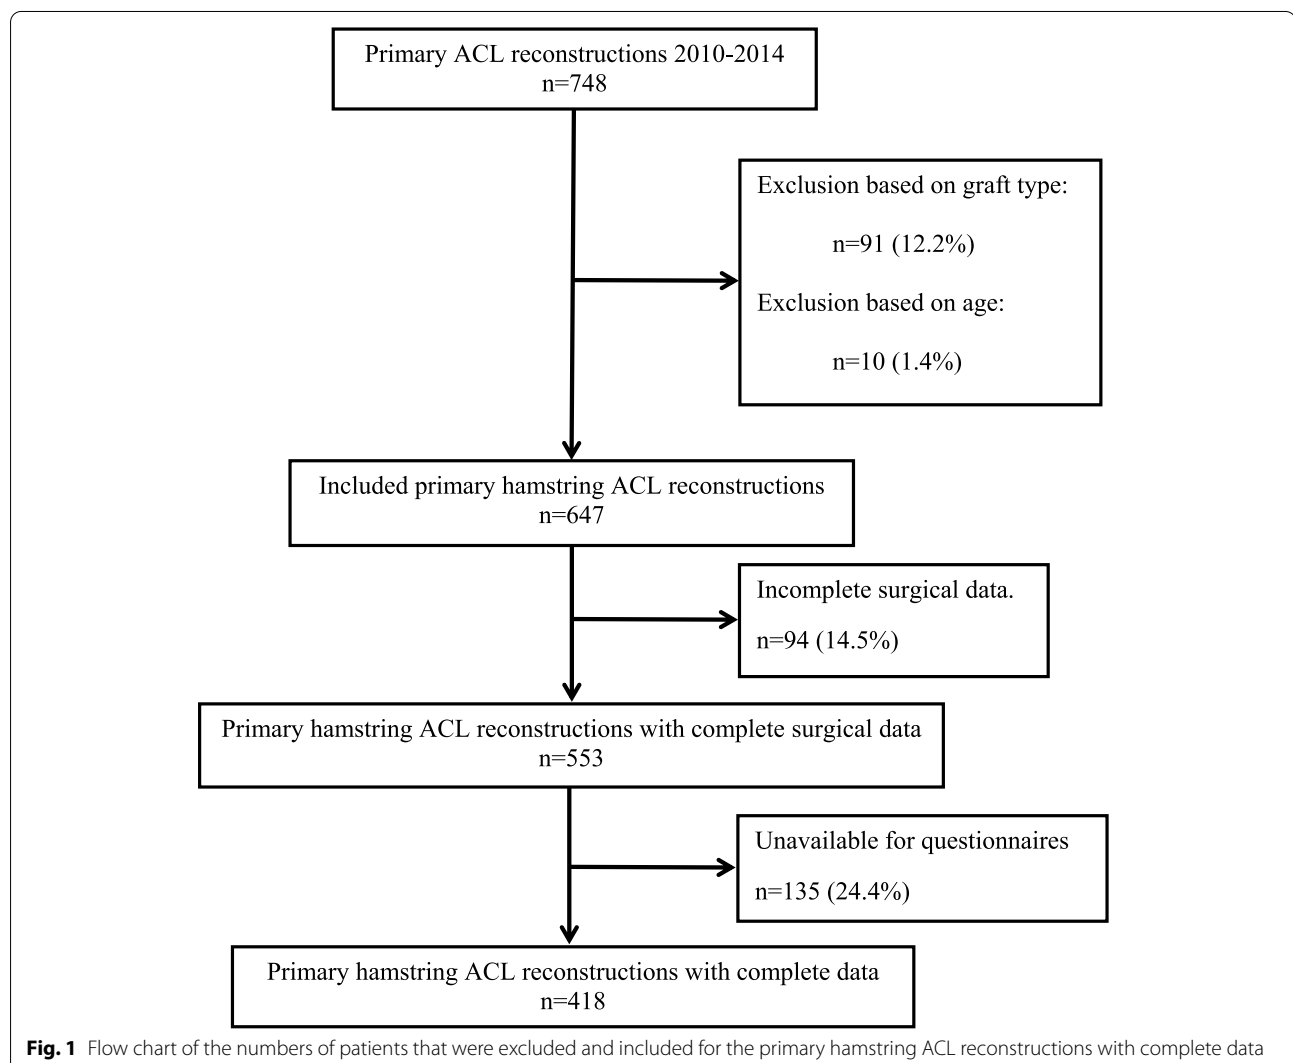 Primary ACL reconstructions 2010-2014
n=748
Exclusion based on graft type:
n=91 (12.2%)
Exclusion based on age:
n=10 (1.4%)
Included primary hamstring ACL reconstructions
n=647
Incomplete surgical data.
n=94 (14.5%)
Primary hamstring ACL reconstructions with complete surgical data
n=553
Unavailable for questionnaires
n=135 (24.4%)
Primary hamstring ACL reconstructions with complete data
n=418
Fig. 1 Flow chart of the numbers of patients that were excluded and included for the primary hamstring ACL reconstructions with complete data